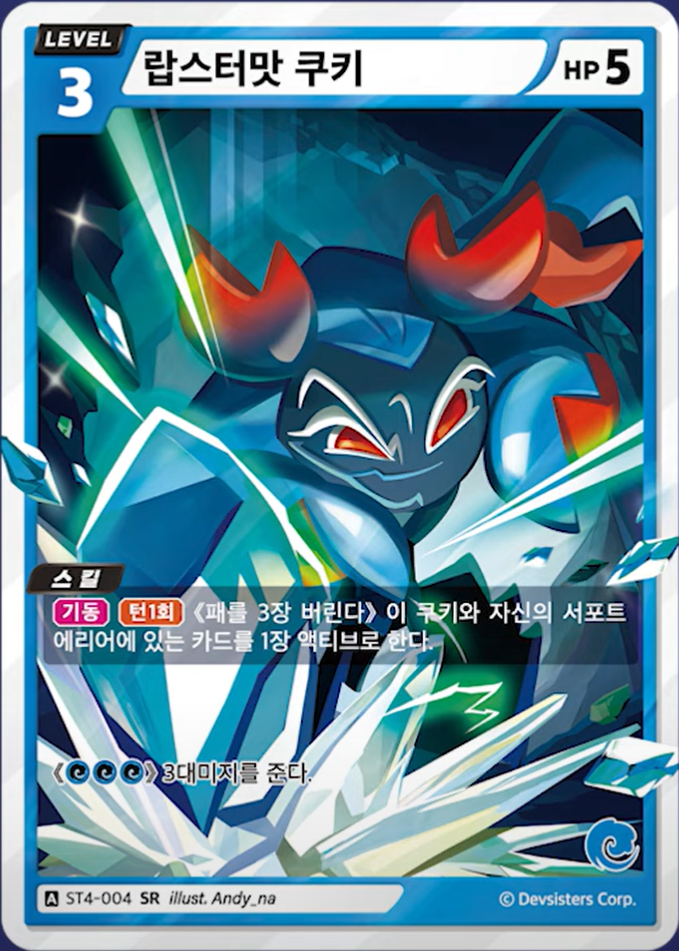 LEVEL
3
랍스터맛 쿠키
HP 5
스킬
기동 턴1회 《패를 3장 버린다》 이 쿠키와 자신의 서포트
에리어에 있는 카드를 1장 액티브로 한다.
《》 3대미지를 준다.
A ST4-004 SR illust. Andy_na
© Devsisters Corp.